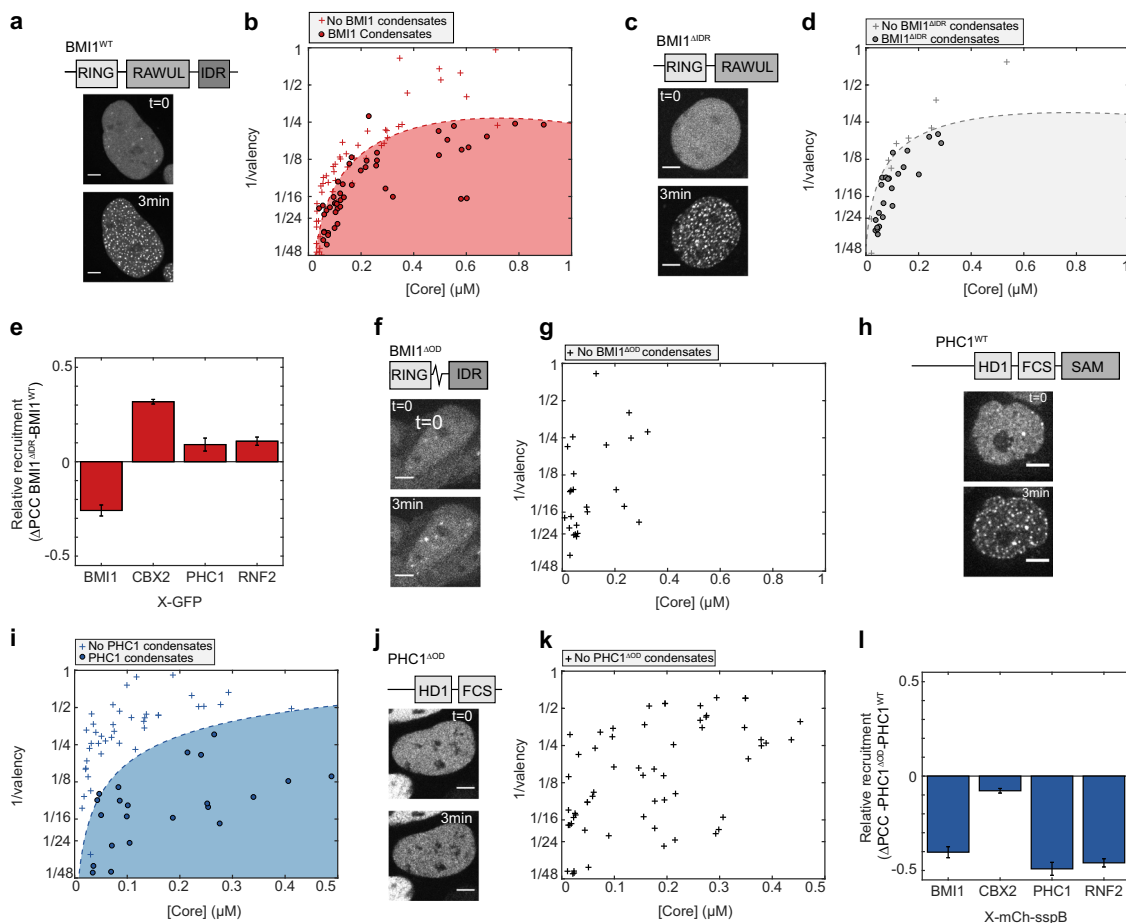 a
BMI1WT
RING RAWUL IDR
t=0
3min
b
No BMI1 condensates
BMI1 Condensates
1/valency
1
1/2
1/4
1/8
1/16
1/24
1/48
0 0.2 0.4 0.6 0.8 1
[Core] (µM)
c
BMI1ΔIDR
RING RAWUL
t=0
3min
d
No BMI1ΔIDR condensates
BMI1ΔIDR condensates
1/valency
1
1/2
1/4
1/8
1/16
1/24
1/48
0 0.2 0.4 0.6 0.8 1
[Core] (µM)
e
Relative recruitment
(ΔPCC BMI1ΔIDR-BMI1WT)
0.5
0
-0.5
BMI1 CBX2 PHC1 RNF2
X-GFP
f
BMI1ΔOD
RING IDR
t=0
t=0
3min
g
No BMI1ΔOD condensates
1/valency
1
1/2
1/4
1/8
1/16
1/24
1/48
0 0.2 0.4 0.6 0.8 1
[Core] (µM)
h
PHC1WT
HD1 FCS SAM
t=0
3min
i
No PHC1 condensates
PHC1 condensates
1/valency
1
1/2
1/4
1/8
1/16
1/24
1/48
0 0.1 0.2 0.3 0.4 0.5
[Core] (µM)
j
PHC1ΔOD
HD1 FCS
t=0
3min
k
No PHC1ΔOD condensates
1/valency
1
1/2
1/4
1/8
1/16
1/24
1/48
0 0.1 0.2 0.3 0.4 0.5
[Core] (µM)
l
Relative recruitment
(ΔPCC -PHC1ΔOD-PHC1WT
0.5
0
-0.5
BMI1 CBX2 PHC1 RNF2
X-mCh-sspB